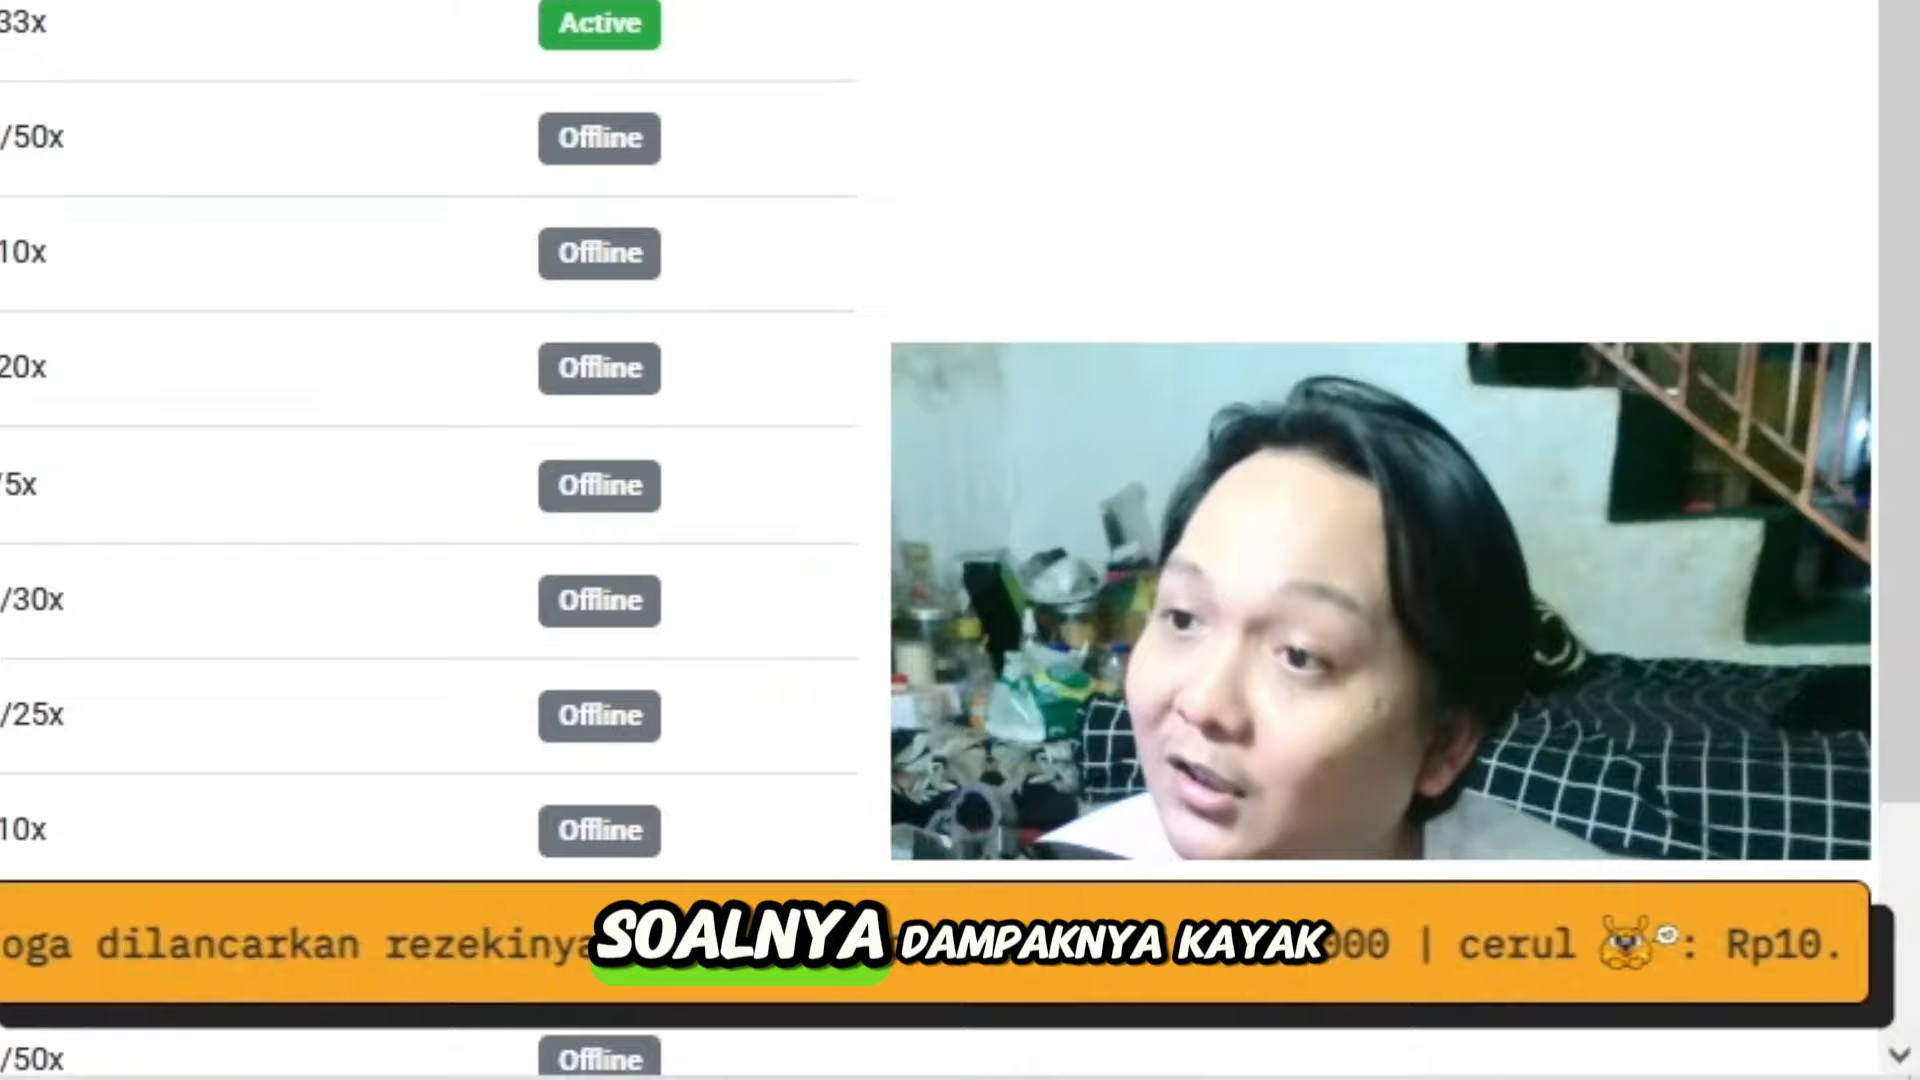 33x Active
/50x Offline
10x Offline
20x Offline
/5x Offline
/30x Offline
/25x Offline
10x Offline
oga dilancarkan rezekinya 000 | cerul : Rp10.
SOALNYA DAMPAKNYA KAYAK
/50x Offline